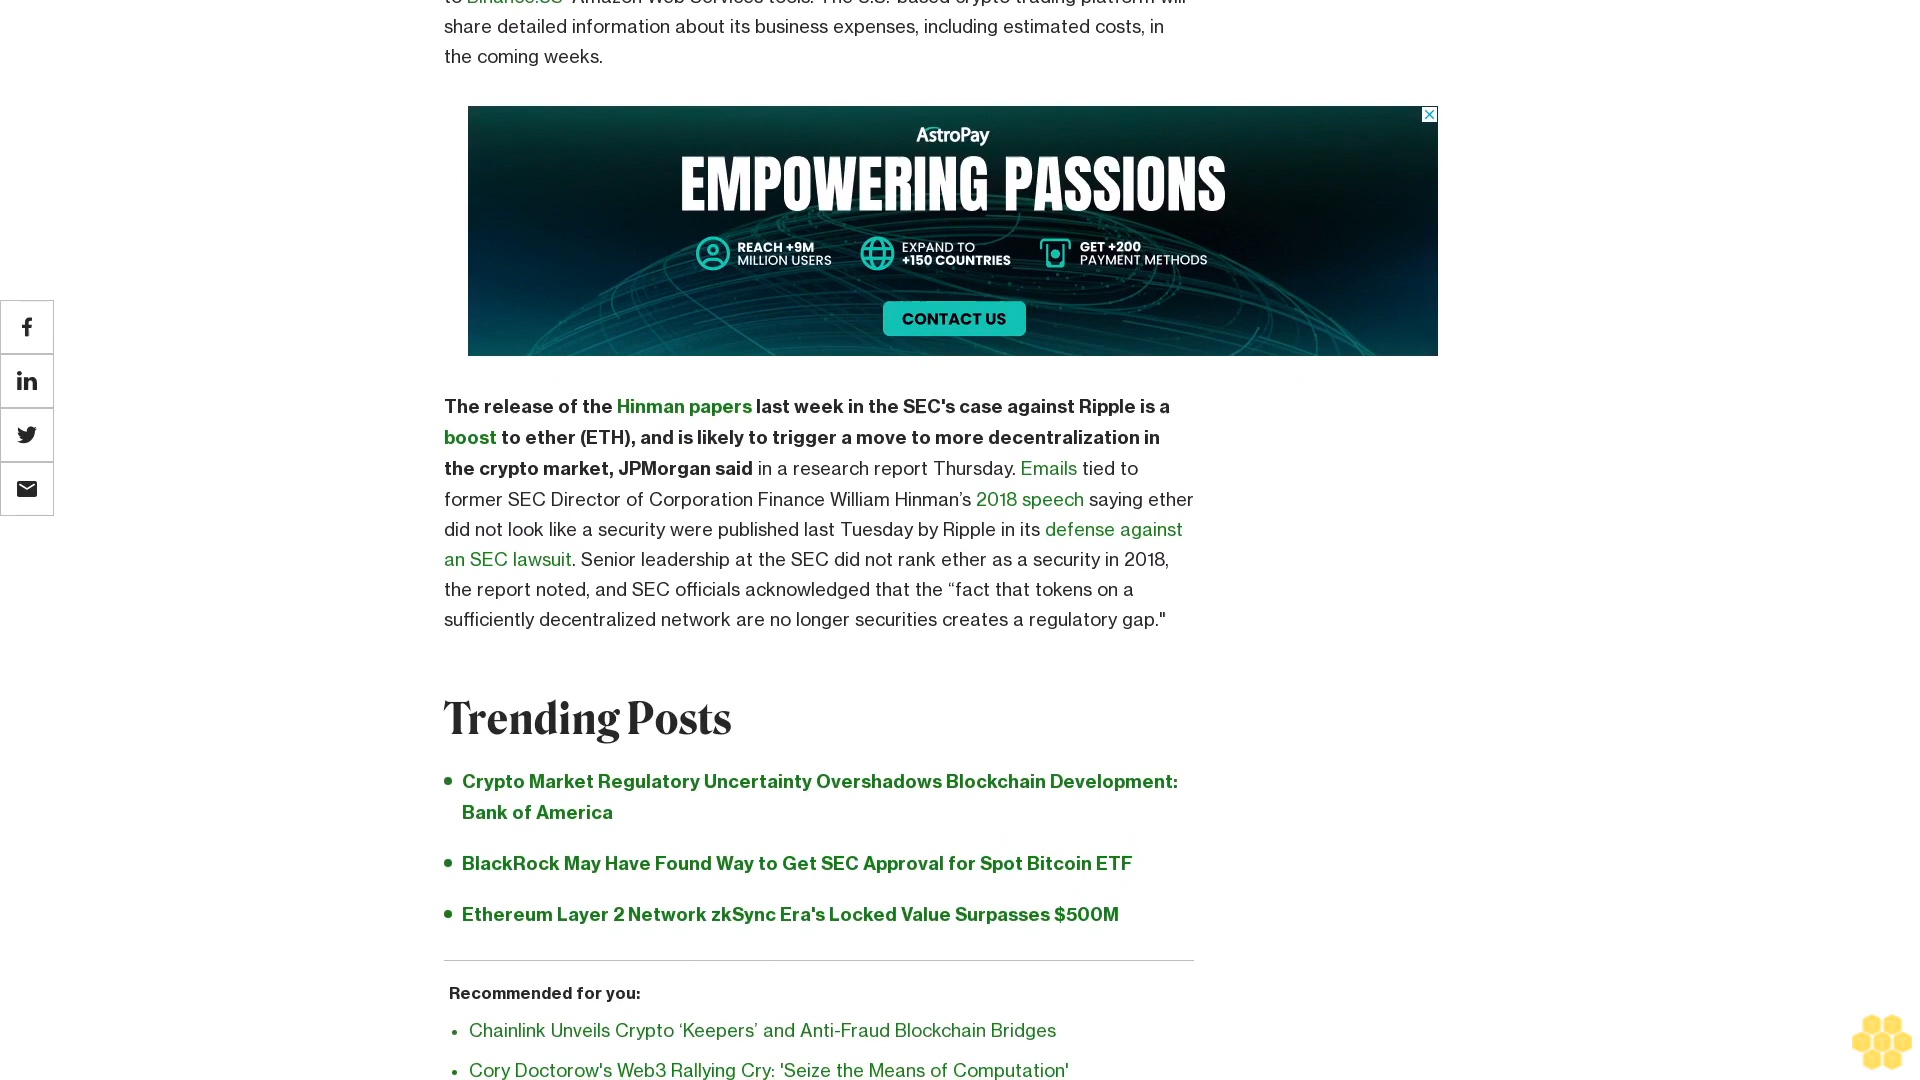 share detailed information about its business expenses, including estimated costs, in
the coming weeks.
AstroPay
EMPOWERING PASSIONS
REACH +9M
MILLION USERS
EXPAND TO
+150 COUNTRIES
GET +200
PAYMENT METHODS
CONTACT US
The release of the Hinman papers last week in the SEC's case against Ripple is a
boost to ether (ETH), and is likely to trigger a move to more decentralization in
the crypto market, JPMorgan said in a research report Thursday. Emails tied to
former SEC Director of Corporation Finance William Hinman’s 2018 speech saying ether
did not look like a security were published last Tuesday by Ripple in its defense against
an SEC lawsuit. Senior leadership at the SEC did not rank ether as a security in 2018,
the report noted, and SEC officials acknowledged that the “fact that tokens on a
sufficiently decentralized network are no longer securities creates a regulatory gap."
Trending Posts
Crypto Market Regulatory Uncertainty Overshadows Blockchain Development:
Bank of America
BlackRock May Have Found Way to Get SEC Approval for Spot Bitcoin ETF
Ethereum Layer 2 Network zkSync Era's Locked Value Surpasses $500M
Recommended for you:
Chainlink Unveils Crypto ‘Keepers’ and Anti-Fraud Blockchain Bridges
Cory Doctorow's Web3 Rallying Cry: 'Seize the Means of Computation'